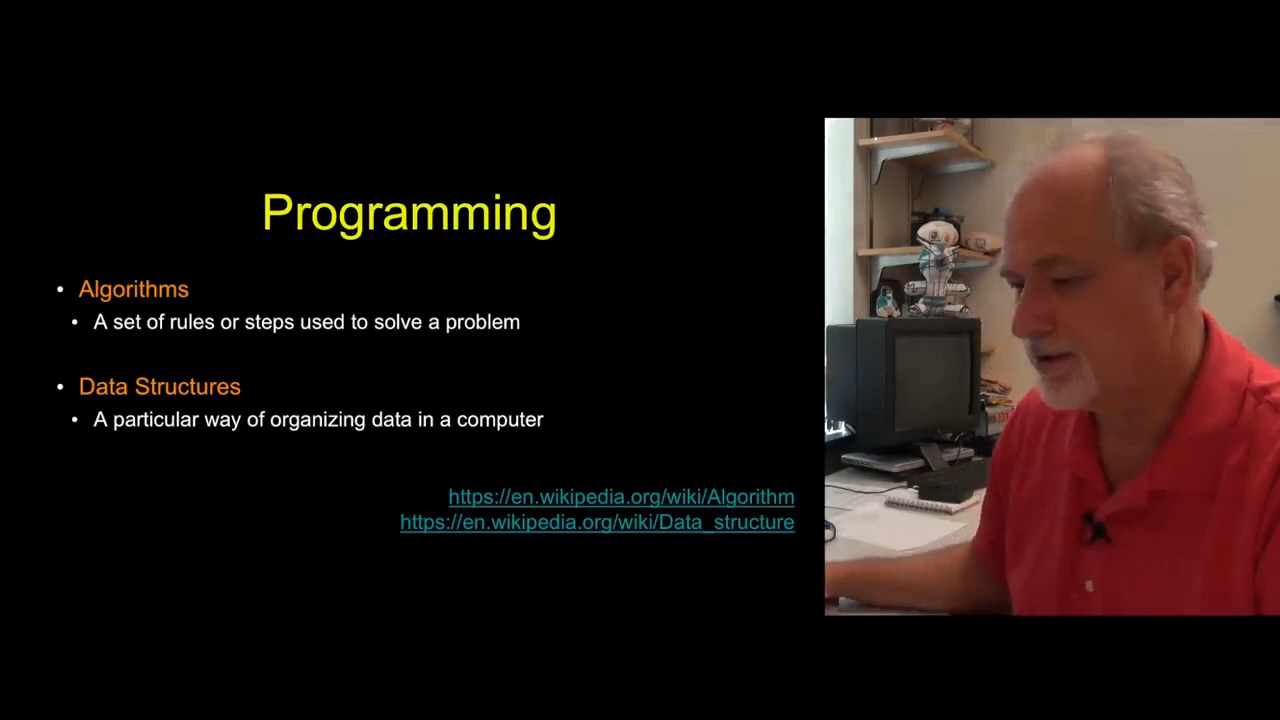 Programming
• Algorithms
• A set of rules or steps used to solve a problem
• Data Structures
• A particular way of organizing data in a computer
https://en.wikipedia.org/wiki/Algorithm
https://en.wikipedia.org/wiki/Data_structure